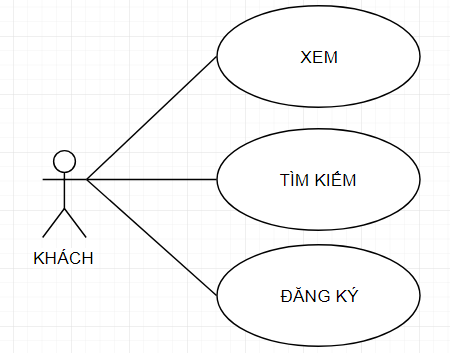 XEM
TÌM KIẾM
KHÁCH
ĐĂNG KÝ